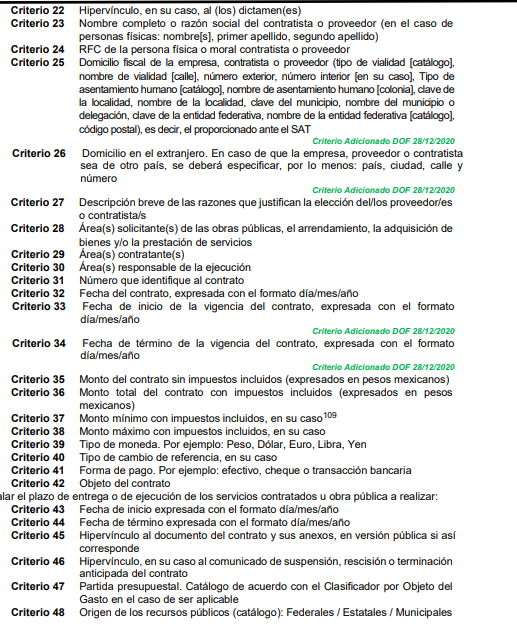 Criterio 22 Hipervínculo, en su caso, al (los) dictamen(es)
Criterio 23 Nombre completo o razón social del contratista o proveedor (en el caso de
personas físicas: nombre[s], primer apellido, segundo apellido)
Criterio 24 RFC de la persona física o moral contratista o proveedor
Criterio 25 Domicilio fiscal de la empresa, contratista o proveedor (tipo de vialidad [catálogo],
nombre de vialidad [calle], número exterior, número interior [en su caso], Tipo de
asentamiento humano [catálogo], nombre de asentamiento humano [colonia], clave de
la localidad, nombre de la localidad, clave del municipio, nombre del municipio o
delegación, clave de la entidad federativa, nombre de la entidad federativa [catálogo],
código postal), es decir, el proporcionado ante el SAT
Criterio Adicionado DOF 28/12/2020
Criterio 26 Domicilio en el extranjero. En caso de que la empresa, proveedor o contratista
sea de otro país, se deberá especificar, por lo menos: país, ciudad, calle y
número
Criterio Adicionado DOF 28/12/2020
Criterio 27 Descripción breve de las razones que justifican la elección del/los proveedor/es
o contratista/s
Criterio 28 Área(s) solicitante(s) de las obras públicas, el arrendamiento, la adquisición de
bienes y/o la prestación de servicios
Criterio 29 Área(s) contratante(s)
Criterio 30 Área(s) responsable de la ejecución
Criterio 31 Número que identifique al contrato
Criterio 32 Fecha del contrato, expresada con el formato día/mes/año
Criterio 33 Fecha de inicio de la vigencia del contrato, expresada con el formato
día/mes/año
Criterio Adicionado DOF 28/12/2020
Criterio 34 Fecha de término de la vigencia del contrato, expresada con el formato
día/mes/año
Criterio Adicionado DOF 28/12/2020
Criterio 35 Monto del contrato sin impuestos incluidos (expresados en pesos mexicanos)
Criterio 36 Monto total del contrato con impuestos incluidos (expresados en pesos
mexicanos)
Criterio 37 Monto mínimo con impuestos incluidos, en su caso109
Criterio 38 Monto máximo con impuestos incluidos, en su caso
Criterio 39 Tipo de moneda. Por ejemplo: Peso, Dólar, Euro, Libra, Yen
Criterio 40 Tipo de cambio de referencia, en su caso
Criterio 41 Forma de pago. Por ejemplo: efectivo, cheque o transacción bancaria
Criterio 42 Objeto del contrato
alar el plazo de entrega o de ejecución de los servicios contratados u obra pública a realizar:
Criterio 43 Fecha de inicio expresada con el formato día/mes/año
Criterio 44 Fecha de término expresada con el formato día/mes/año
Criterio 45 Hipervínculo al documento del contrato y sus anexos, en versión pública si así
corresponde
Criterio 46 Hipervínculo, en su caso al comunicado de suspensión, rescisión o terminación
anticipada del contrato
Criterio 47 Partida presupuestal. Catálogo de acuerdo con el Clasificador por Objeto del
Gasto en el caso de ser aplicable
Criterio 48 Origen de los recursos públicos (catálogo): Federales / Estatales / Municipales